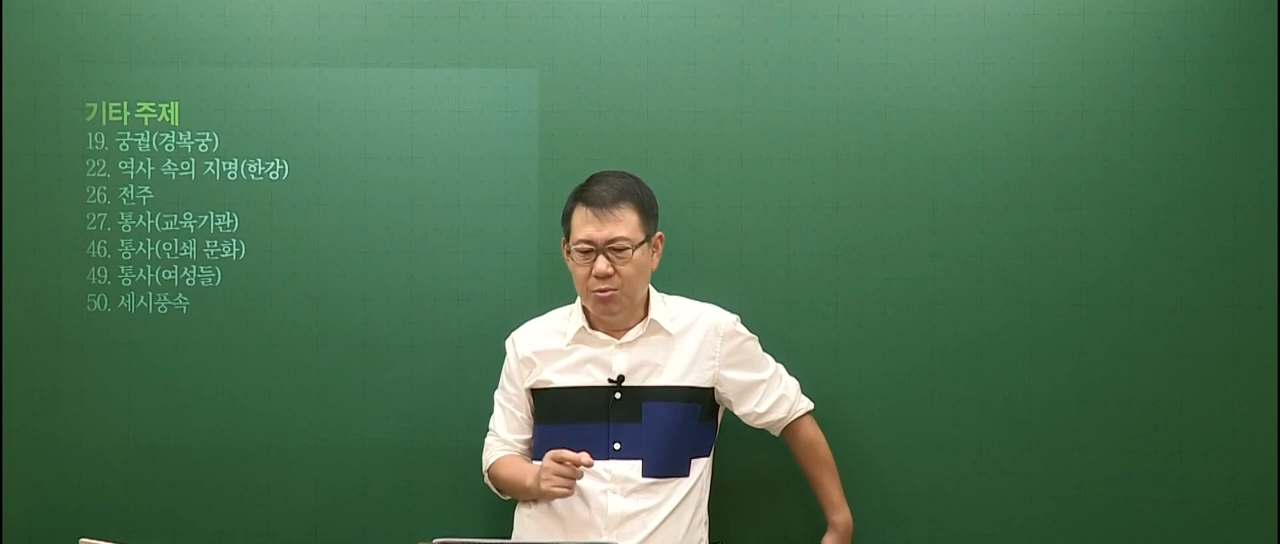 기타 주제
19. 궁궐(경복궁)
22. 역사 속의 지명(한강)
26. 전주
27. 통사(교육기관)
46. 통사(인쇄 문화)
49. 통사(여성들)
50. 세시풍속